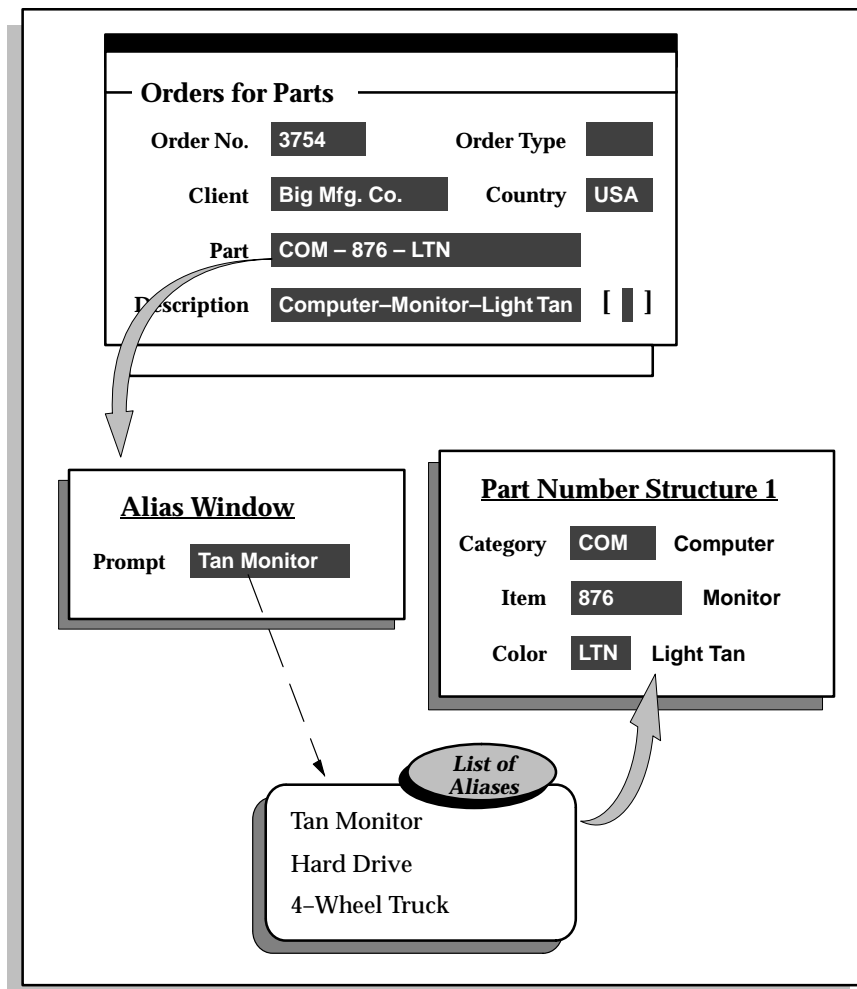 Orders for Parts
Order No. 3754 Order Type
Client Big Mfg. Co. Country USA
Part COM – 876 – LTN
Description Computer–Monitor–Light Tan [ ]
Alias Window
Prompt Tan Monitor
Part Number Structure 1
Category COM Computer
Item 876 Monitor
Color LTN Light Tan
List of
Aliases
Tan Monitor
Hard Drive
4–Wheel Truck